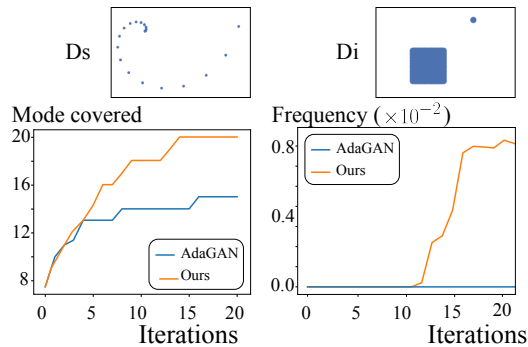 Ds
Di
Mode covered
20
16
12
8
AdaGAN
Ours
0
5
10
15
20
Iterations
Frequency (×10⁻²)
0.8
0.4
0.0
AdaGAN
Ours
0
5
10
15
20
Iterations